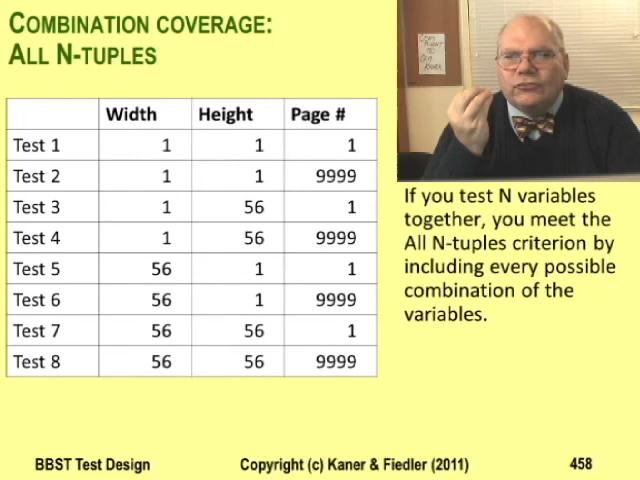 COMBINATION COVERAGE:
ALL N-TUPLES
Width Height Page #
Test 1 1 1 1
Test 2 1 1 9999
Test 3 1 56 1
Test 4 1 56 9999
Test 5 56 1 1
Test 6 56 1 9999
Test 7 56 56 1
Test 8 56 56 9999
If you test N variables
together, you meet the
All N-tuples criterion by
including every possible
combination of the
variables.
BBST Test Design Copyright (c) Kaner & Fiedler (2011) 458